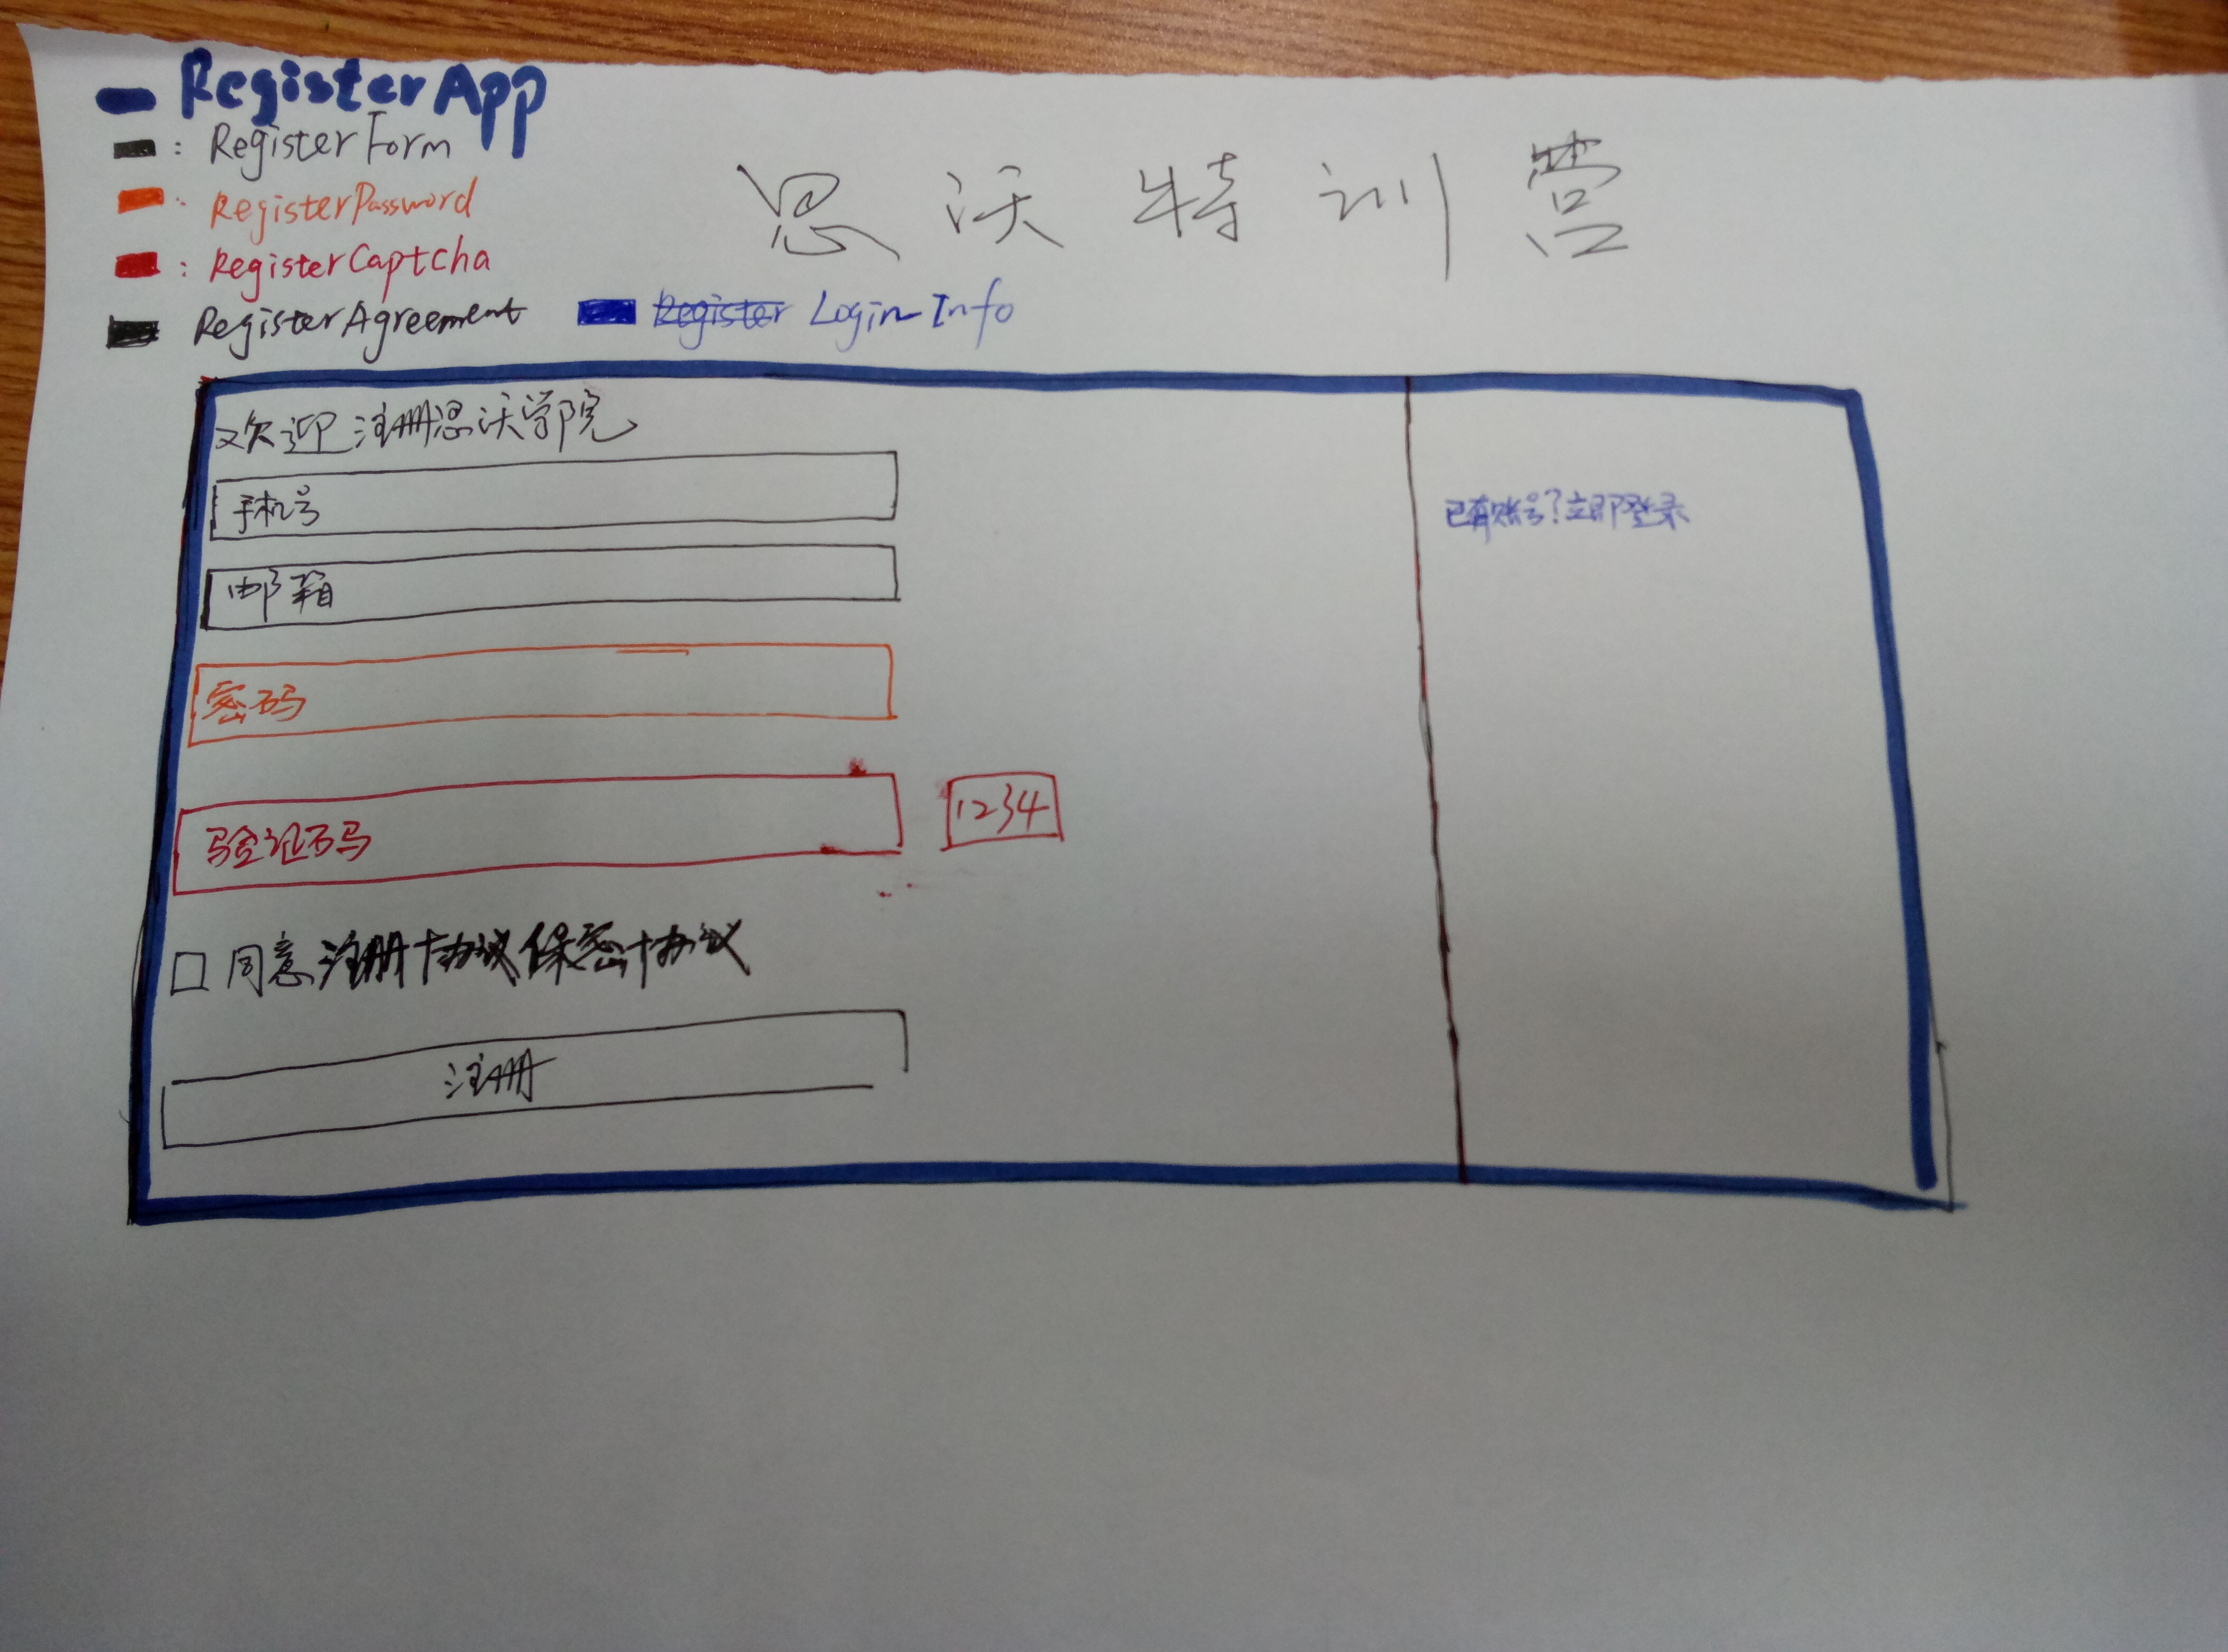 RegisterApp
: RegisterForm
: RegisterPassword
: RegisterCaptcha
RegisterAgreement
Register LoginInfo
思沃特训营
欢迎注册思沃学院
手机号
邮箱
密码
验证码
1234
同意注册协议保密协议
注册
已有账号?立即登录